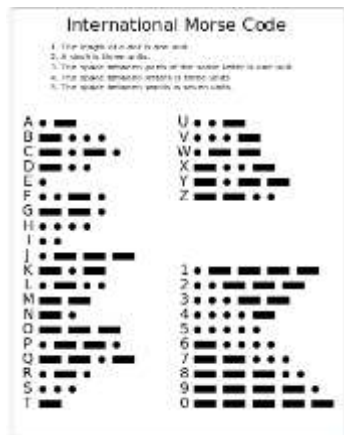 International Morse Code
1. The length of a dot is one unit.
2. A dash is three units.
3. The space between parts of the same letter is one unit.
4. The space between letters is three units.
5. The space between words is seven units.
A
B
C
D
E
F
G
H
I
J
K
L
M
N
O
P
Q
R
S
T
U
V
W
X
Y
Z
1
2
3
4
5
6
7
8
9
0